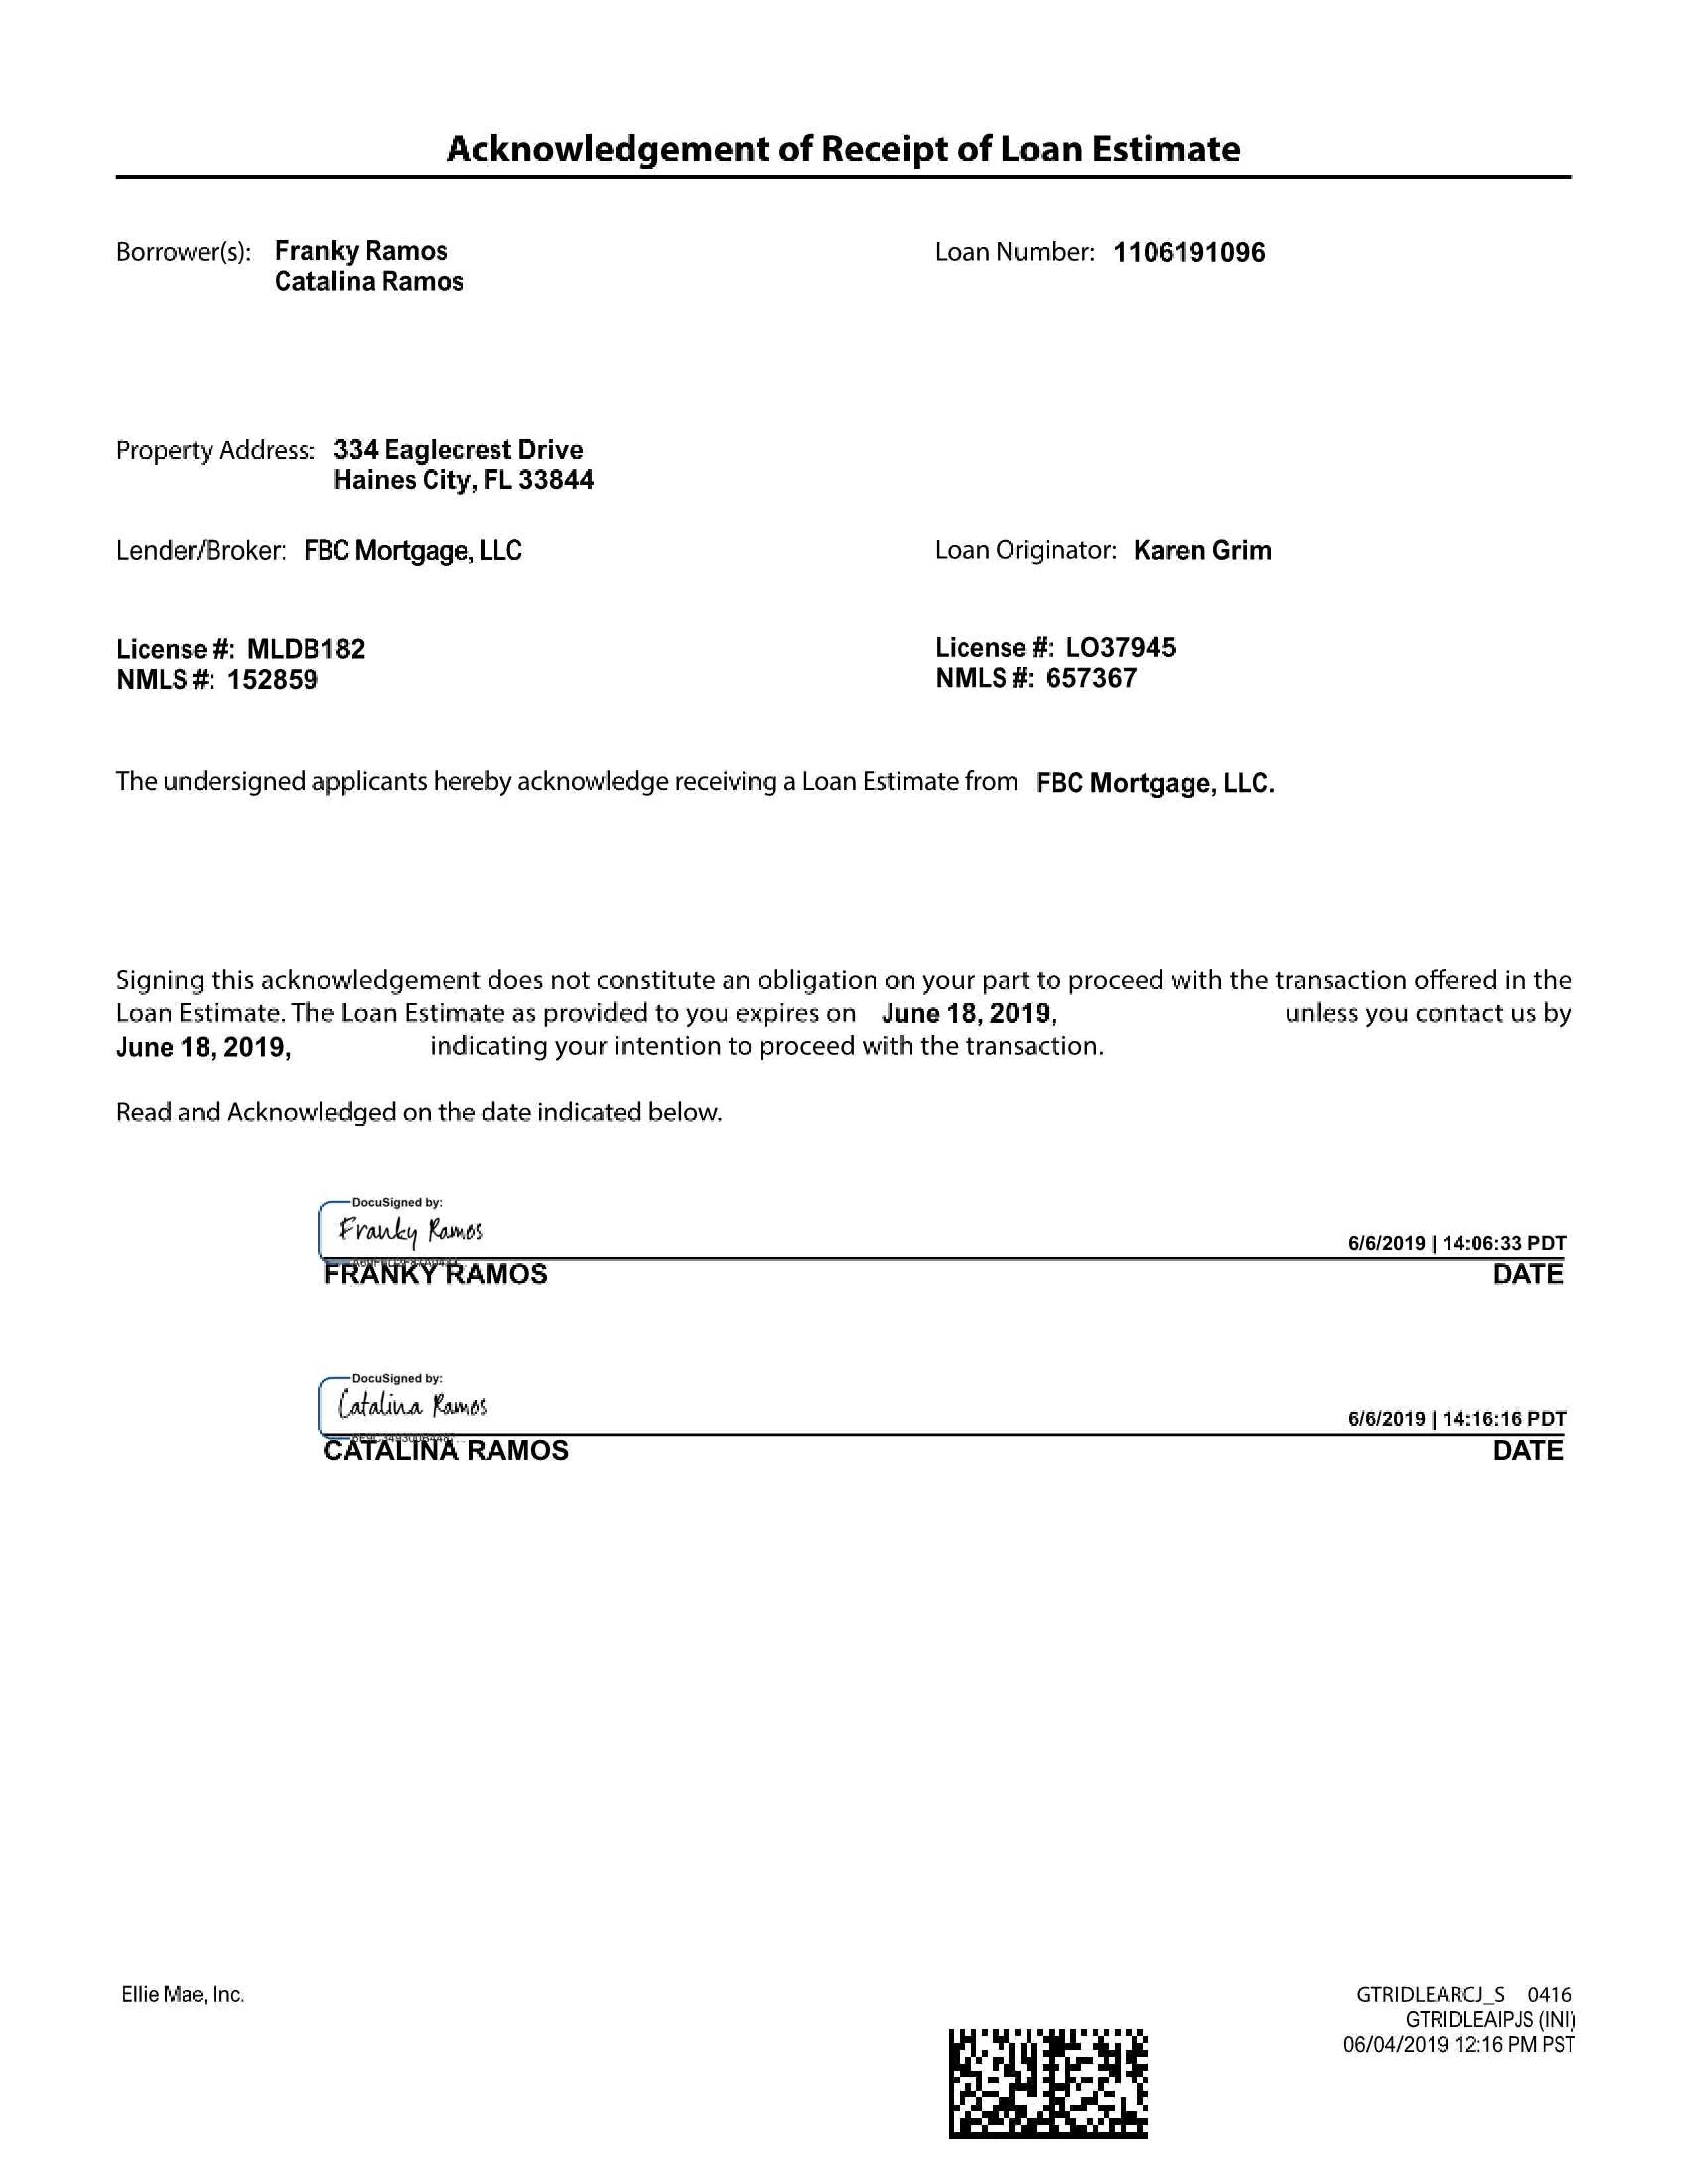 Acknowledgement of Receipt of Loan Estimate
Borrower(s): Franky Ramos
Catalina Ramos
Loan Number: 1106191096
Property Address: 334 Eaglecrest Drive
Haines City, FL 33844
Lender/Broker: FBC Mortgage, LLC
Loan Originator: Karen Grim
License #: MLDB182
NMLS #: 152859
License #: LO37945
NMLS #: 657367
The undersigned applicants hereby acknowledge receiving a Loan Estimate from FBC Mortgage, LLC.
Signing this acknowledgement does not constitute an obligation on your part to proceed with the transaction offered in the
Loan Estimate. The Loan Estimate as provided to you expires on June 18, 2019, unless you contact us by
June 18, 2019, indicating your intention to proceed with the transaction.
Read and Acknowledged on the date indicated below.
DocuSigned by:
Franky Ramos
6/6/2019 | 14:06:33 PDT
FRANKY RAMOS DATE
DocuSigned by:
Catalina Ramos
6/6/2019 | 14:16:16 PDT
CATALINA RAMOS DATE
Ellie Mae, Inc.
GTRIDLEARCJ_S 0416
GTRIDLEAIPJS (INI)
06/04/2019 12:16 PM PST